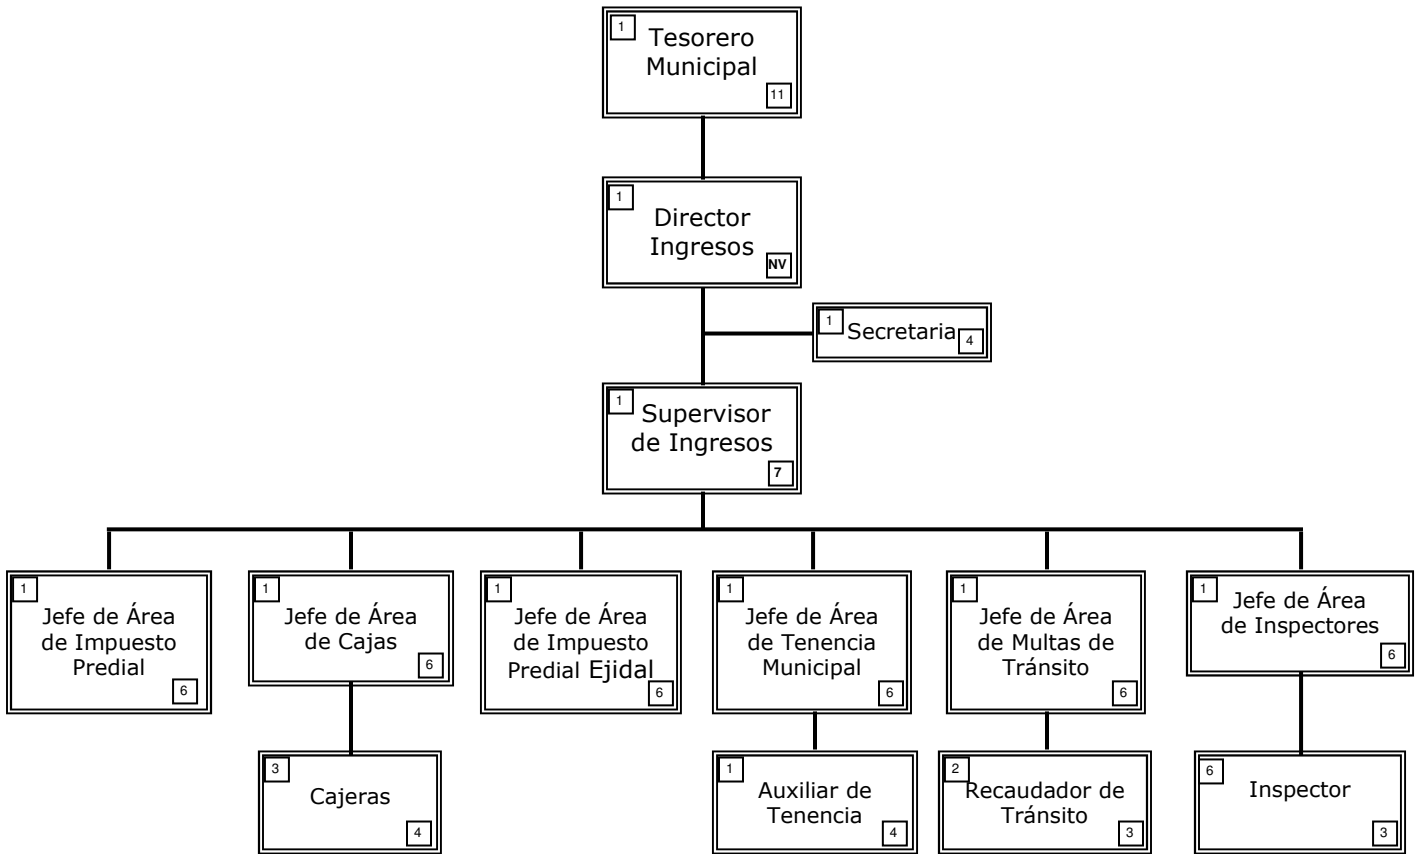 1
Tesorero
Municipal
11
1
Director
Ingresos
NV
1
Secretaria
4
1
Supervisor
de Ingresos
7
1
Jefe de Área
de Impuesto
Predial
6
1
Jefe de Área
de Cajas
6
1
Jefe de Área
de Impuesto
Predial Ejidal
6
1
Jefe de Área
de Tenencia
Municipal
6
1
Jefe de Área
de Multas de
Tránsito
6
1
Jefe de Área
de Inspectores
6
3
Cajeras
4
1
Auxiliar de
Tenencia
4
2
Recaudador de
Tránsito
3
6
Inspector
3